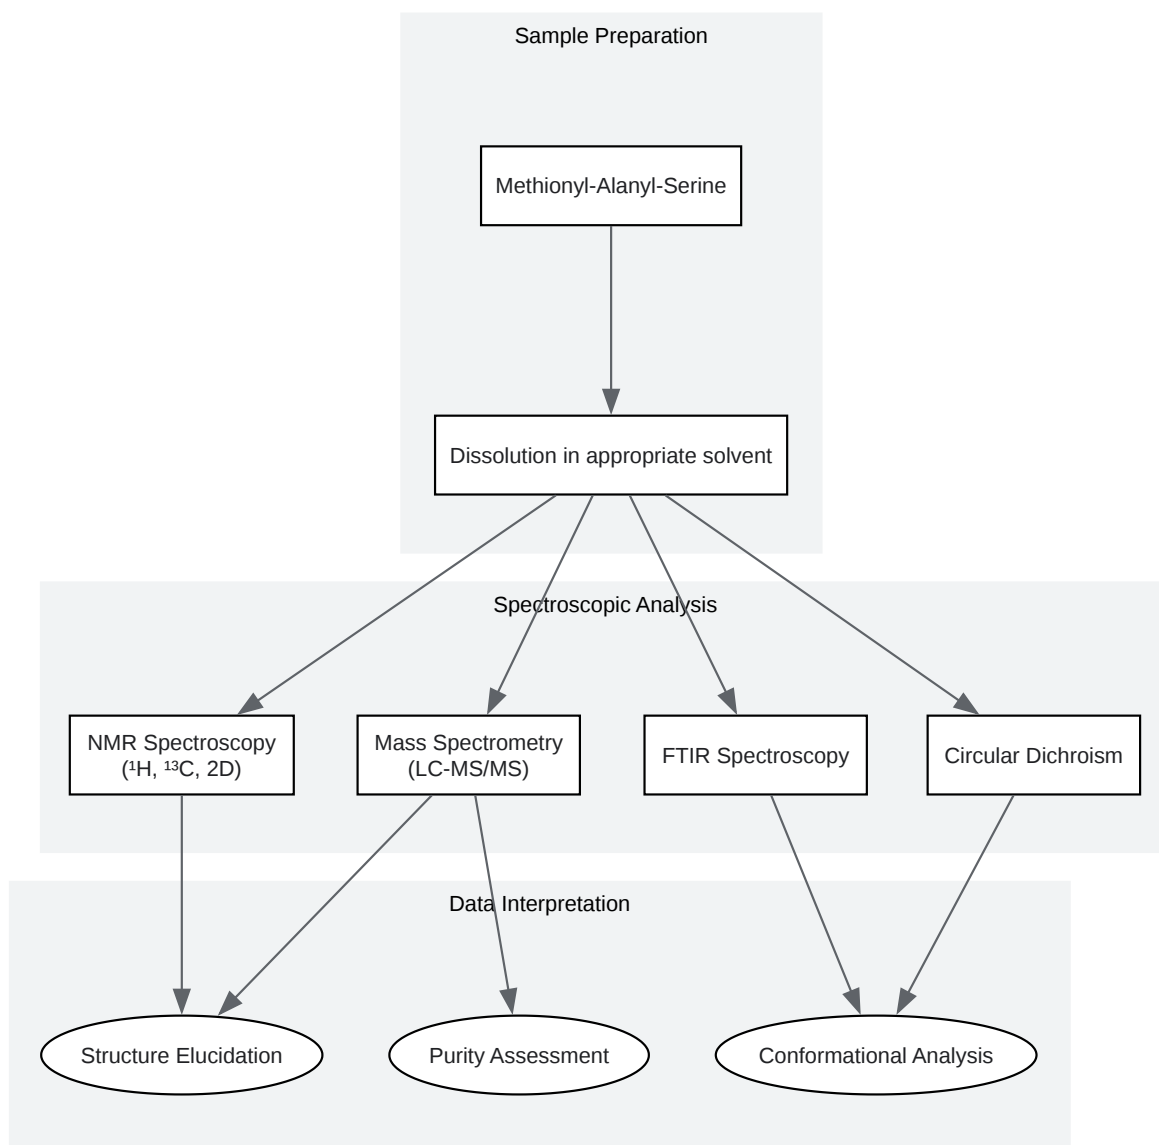 Sample Preparation
Methionyl-Alanyl-Serine
Dissolution in appropriate solvent
Spectroscopic Analysis
NMR Spectroscopy
(¹H, ¹³C, 2D)
Mass Spectrometry
(LC-MS/MS)
FTIR Spectroscopy
Circular Dichroism
Data Interpretation
Structure Elucidation
Purity Assessment
Conformational Analysis